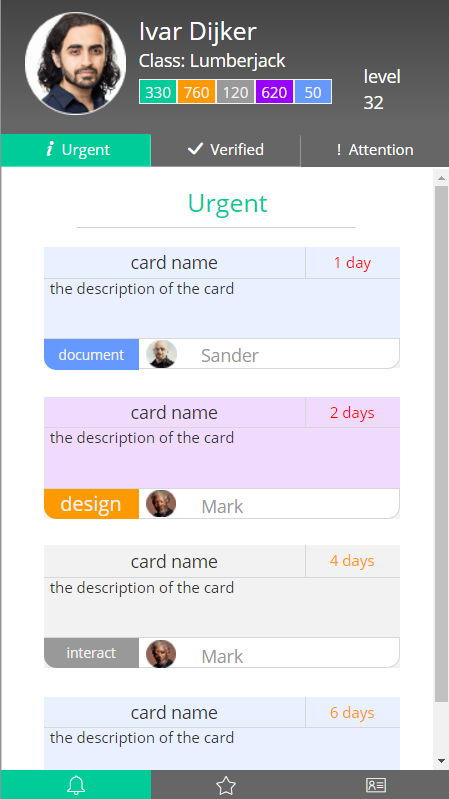 Ivar Dijker
Class: Lumberjack
330 760 120 620 50
level
32
i Urgent
Verified
! Attention
Urgent
card name 1 day
the description of the card
document Sander
card name 2 days
the description of the card
design Mark
card name 4 days
the description of the card
interact Mark
card name 6 days
the description of the card